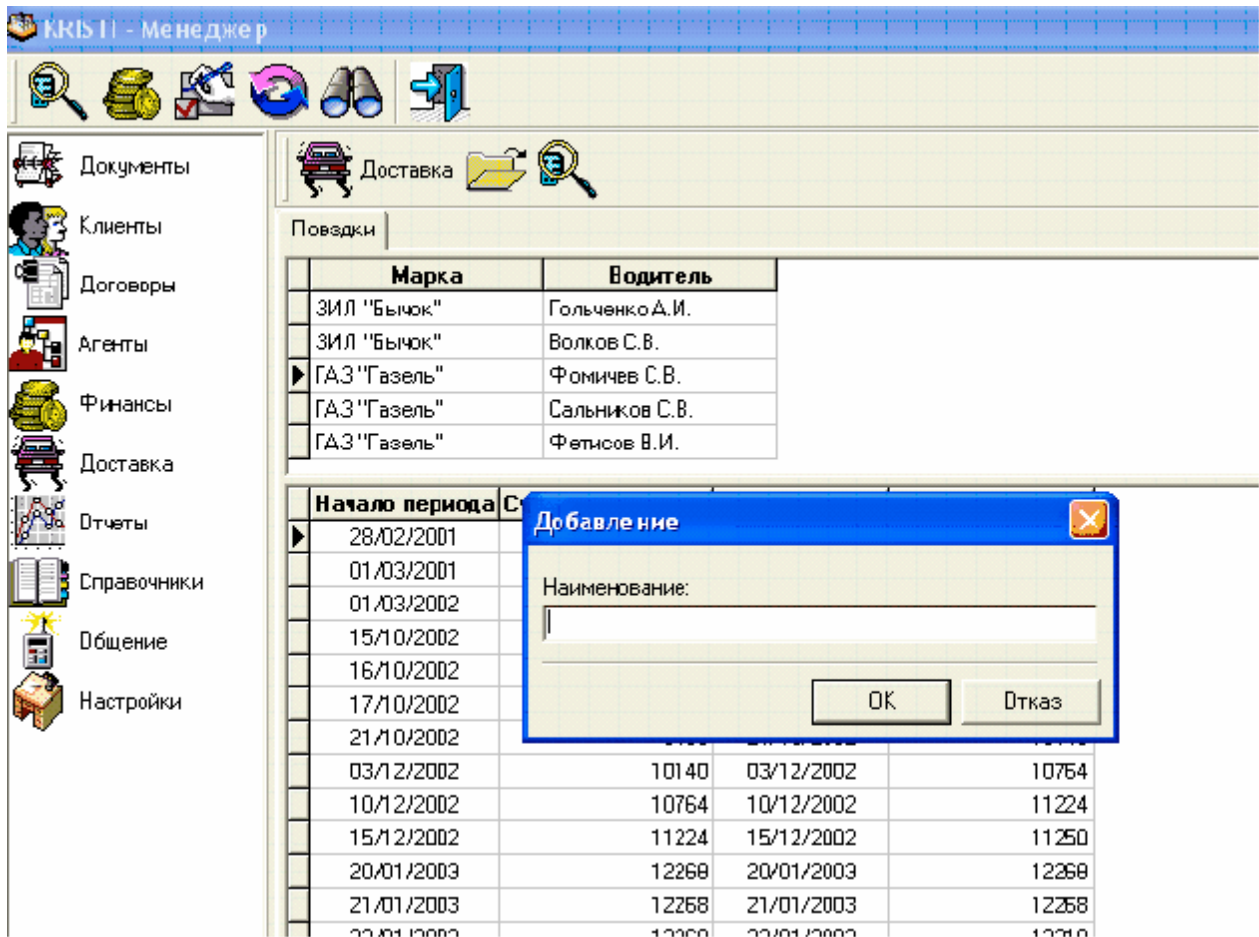 KRISTI - Менеджер
Документы
Клиенты
Договоры
Агенты
Финансы
Доставка
Отчеты
Справочники
Общение
Настройки
Доставка
Поездки
Марка Водитель
ЗИЛ "Бычок" Гольченко А.И.
ЗИЛ "Бычок" Волков С.В.
ГАЗ "Газель" Фомичев С.В.
ГАЗ "Газель" Сальников С.В.
ГАЗ "Газель" Фетисов В.И.
Начало периода
28/02/2001
01/03/2001
01/03/2002
15/10/2002
16/10/2002
17/10/2002
21/10/2002
03/12/2002 10140 03/12/2002 10764
10/12/2002 10764 10/12/2002 11224
15/12/2002 11224 15/12/2002 11250
20/01/2003 12268 20/01/2003 12268
21/01/2003 12268 21/01/2003 12268
Добавление
Наименование:
OK Отказ